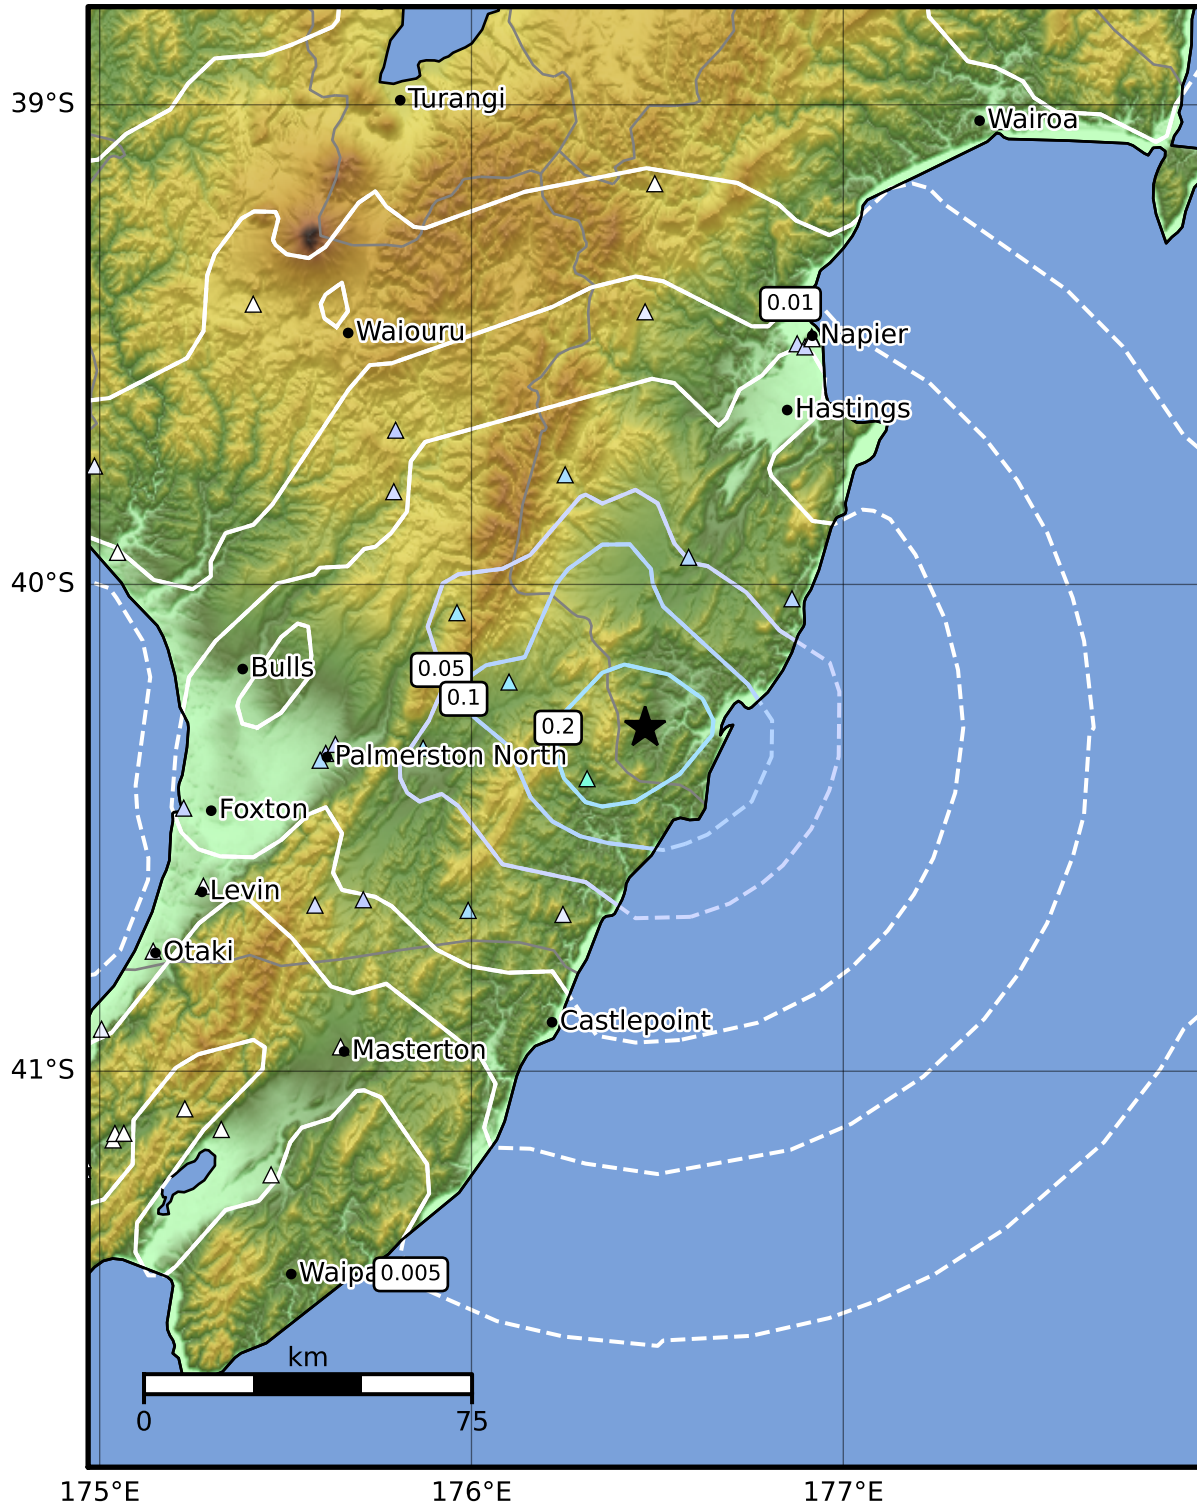 Turangi
39°S
Wairoa
0.01
Waiouru
Napier
Hastings
40°S
Bulls
0.05
0.1
0.2
Palmerston North
Foxton
Levin
Otaki
Castlepoint
Masterton
41°S
Waipa
0.005
km
0
75
175°E
176°E
177°E